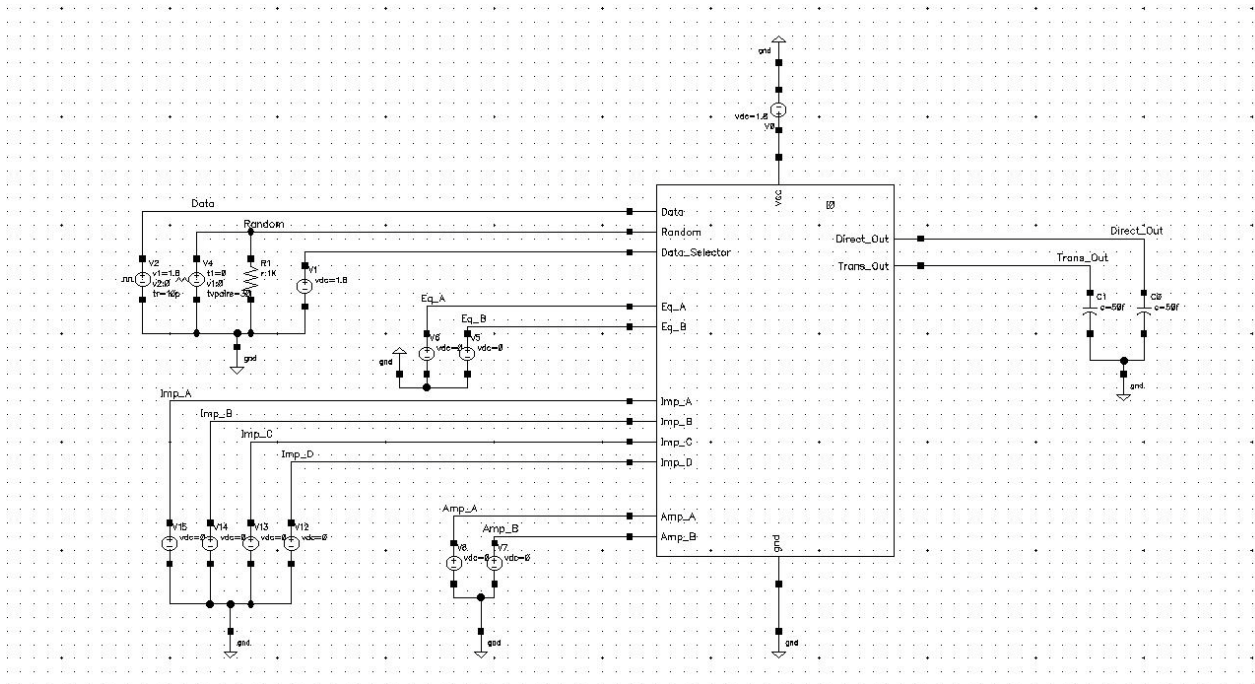 gnd
vdc=1.8
V0
vcc
I0
Data
Data
Random
Random
Data_Selector
Direct_Out
Direct_Out
Trans_Out
Trans_Out
V2
v1=1.8
v2:0
tr=10p
V4
t1=0
v1:0
R1
r:1K
V1
vdc=1.8
gnd
C1
c=50f
C0
c=50f
gnd
Eq_A
Eq_A
Eq_B
Eq_B
V6
vdc=0
V5
vdc=0
gnd
Imp_A
Imp_A
Imp_B
Imp_B
Imp_C
Imp_C
Imp_D
Imp_D
V15
vdc=0
V14
vdc=0
V13
vdc=0
V12
vdc=0
gnd
Amp_A
Amp_A
Amp_B
Amp_B
V8
vdc=0
V7
vdc=0
gnd
gnd
gnd